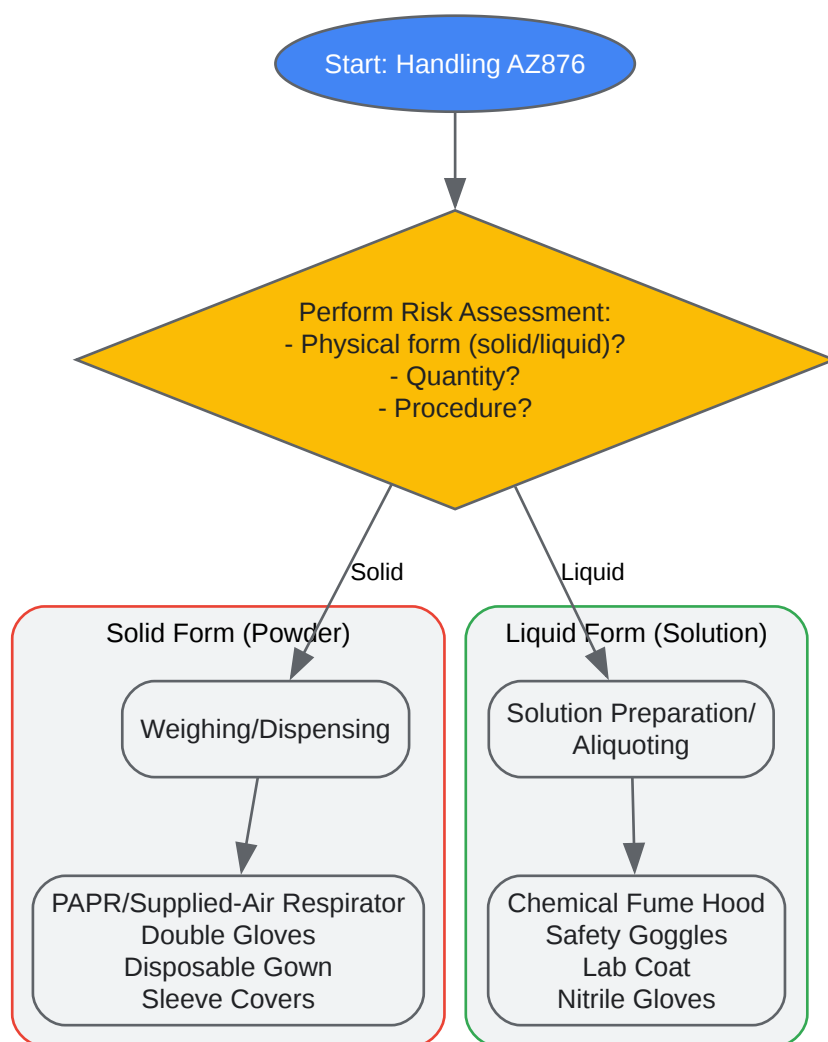 Start: Handling AZ876
Perform Risk Assessment:
- Physical form (solid/liquid)?
- Quantity?
- Procedure?
Solid
Liquid
Solid Form (Powder)
Liquid Form (Solution)
Weighing/Dispensing
Solution Preparation/
Aliquoting
PAPR/Supplied-Air Respirator
Double Gloves
Disposable Gown
Sleeve Covers
Chemical Fume Hood
Safety Goggles
Lab Coat
Nitrile Gloves